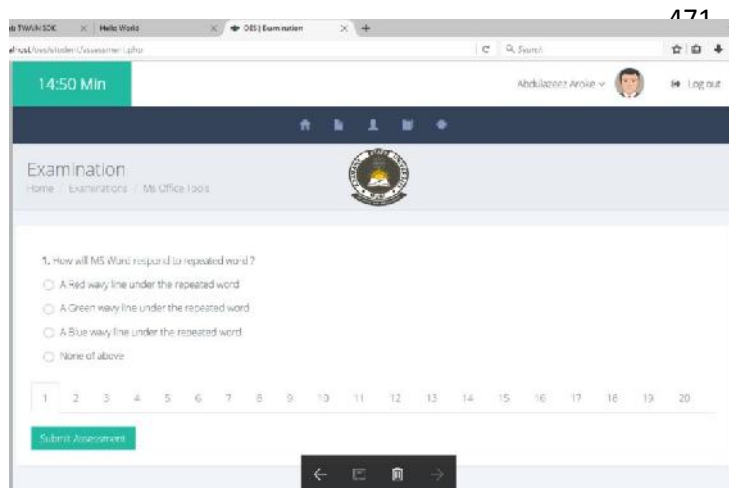 471
TWAIN SDK Hello World OES | Examination
/oes/student/assessment.php Search
14:50 Min Abdulazeez Aroke Log out
Examination
Home / Examinations / Ms Office Tools
1. How will MS Word respond to repeated word ?
A Red wavy line under the repeated word
A Green wavy line under the repeated word
A Blue wavy line under the repeated word
None of above
1 2 3 4 5 6 7 8 9 10 11 12 13 14 15 16 17 18 19 20
Submit Assessment